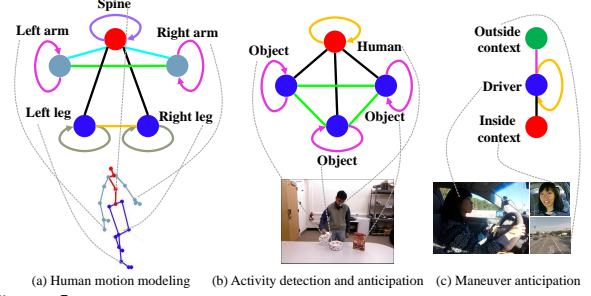 Spine
Left arm
Right arm
Left leg
Right leg
(a) Human motion modeling
Object
Human
Object
Object
(b) Activity detection and anticipation
Outside
context
Driver
Inside
context
(c) Maneuver anticipation